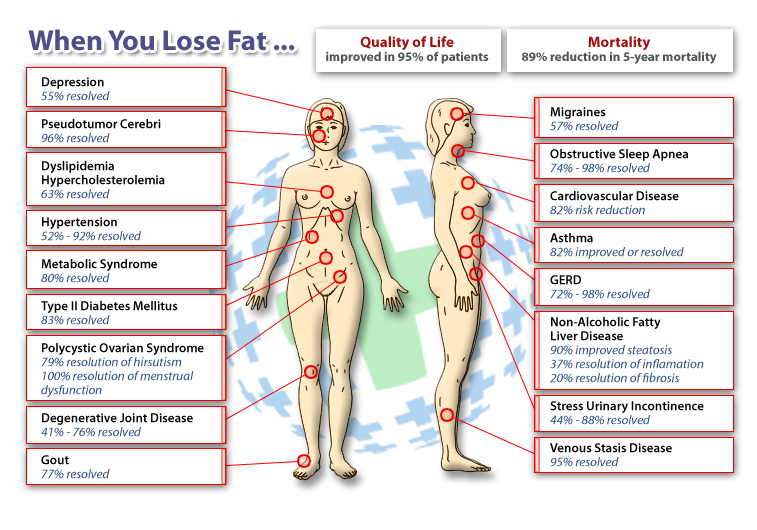 When You Lose Fat ...
Quality of Life
improved in 95% of patients
Mortality
89% reduction in 5-year mortality
Depression
55% resolved
Pseudotumor Cerebri
96% resolved
Dyslipidemia
Hypercholesterolemia
63% resolved
Hypertension
52% - 92% resolved
Metabolic Syndrome
80% resolved
Type II Diabetes Mellitus
83% resolved
Polycystic Ovarian Syndrome
79% resolution of hirsutism
100% resolution of menstrual
dysfunction
Degenerative Joint Disease
41% - 76% resolved
Gout
77% resolved
Migraines
57% resolved
Obstructive Sleep Apnea
74% - 98% resolved
Cardiovascular Disease
82% risk reduction
Asthma
82% improved or resolved
GERD
72% - 98% resolved
Non-Alcoholic Fatty
Liver Disease
90% improved steatosis
37% resolution of inflamation
20% resolution of fibrosis
Stress Urinary Incontinence
44% - 88% resolved
Venous Stasis Disease
95% resolved